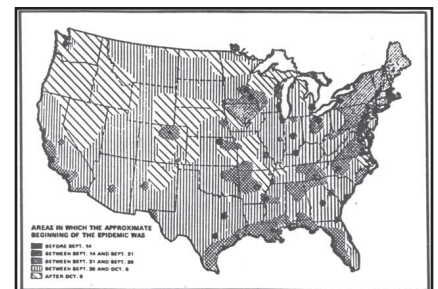 AREAS IN WHICH THE APPROXIMATE
BEGINNING OF THE EPIDEMIC WAS
BEFORE SEPT. 14
BETWEEN SEPT. 14 AND SEPT. 21
BETWEEN SEPT. 21 AND SEPT. 28
BETWEEN SEPT. 28 AND OCT. 5
AFTER OCT. 5